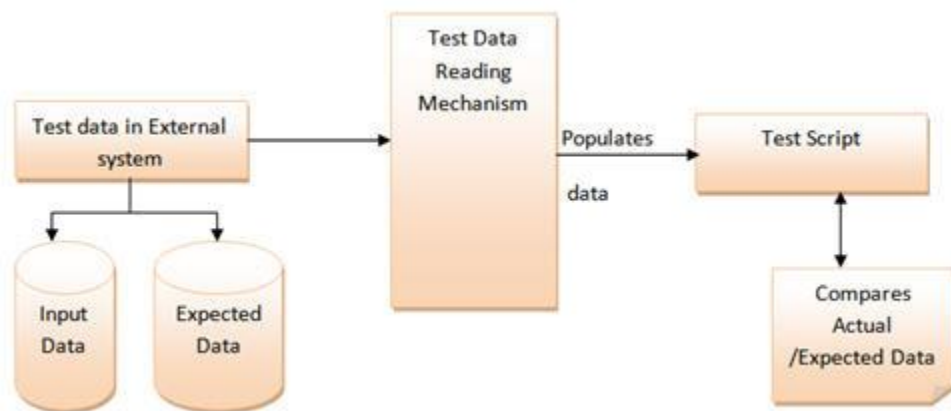 Test data in External
system
Input
Data
Expected
Data
Test Data
Reading
Mechanism
Populates
data
Test Script
Compares
Actual
/Expected Data